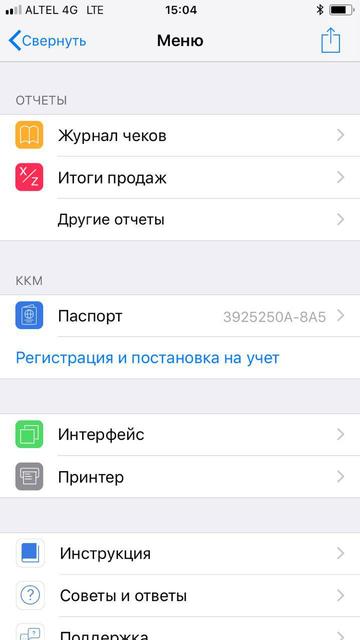 ALTEL 4G LTE 15:04
Свернуть Меню
ОТЧЕТЫ
Журнал чеков
X/Z Итоги продаж
Другие отчеты
ККМ
Паспорт 3925250A-8A5
Регистрация и постановка на учет
Интерфейс
Принтер
Инструкция
? Советы и ответы
Поддержка